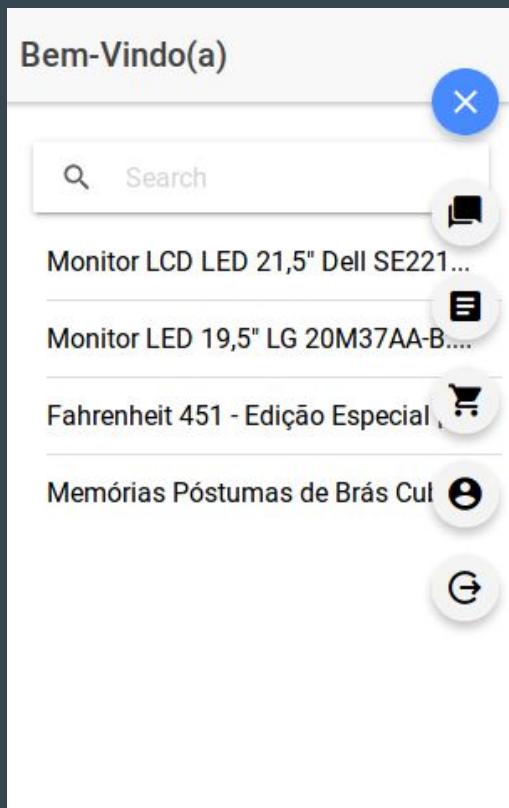 Bem-Vindo(a)
Search
Monitor LCD LED 21,5" Dell SE221...
Monitor LED 19,5" LG 20M37AA-B....
Fahrenheit 451 - Edição Especial
Memórias Póstumas de Brás